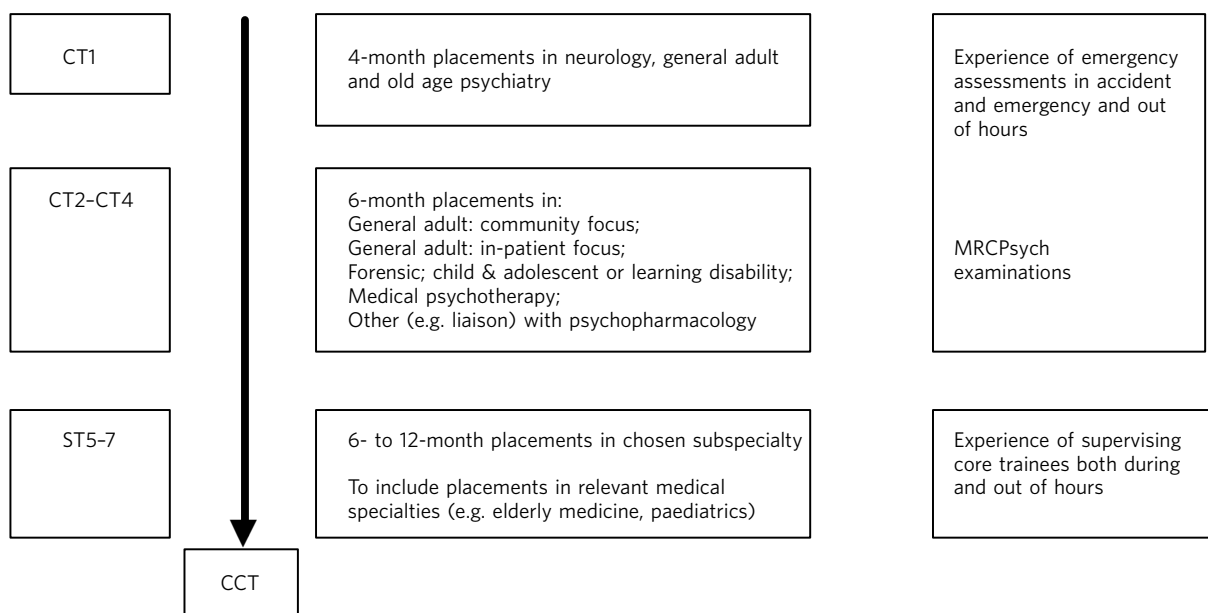 CT1
4-month placements in neurology, general adult
and old age psychiatry
Experience of emergency
assessments in accident
and emergency and out
of hours
CT2–CT4
6-month placements in:
General adult: community focus;
General adult: in-patient focus;
Forensic; child & adolescent or learning disability;
Medical psychotherapy;
Other (e.g. liaison) with psychopharmacology
MRCPsych
examinations
ST5–7
6- to 12-month placements in chosen subspecialty
To include placements in relevant medical
specialties (e.g. elderly medicine, paediatrics)
Experience of supervising
core trainees both during
and out of hours
CCT